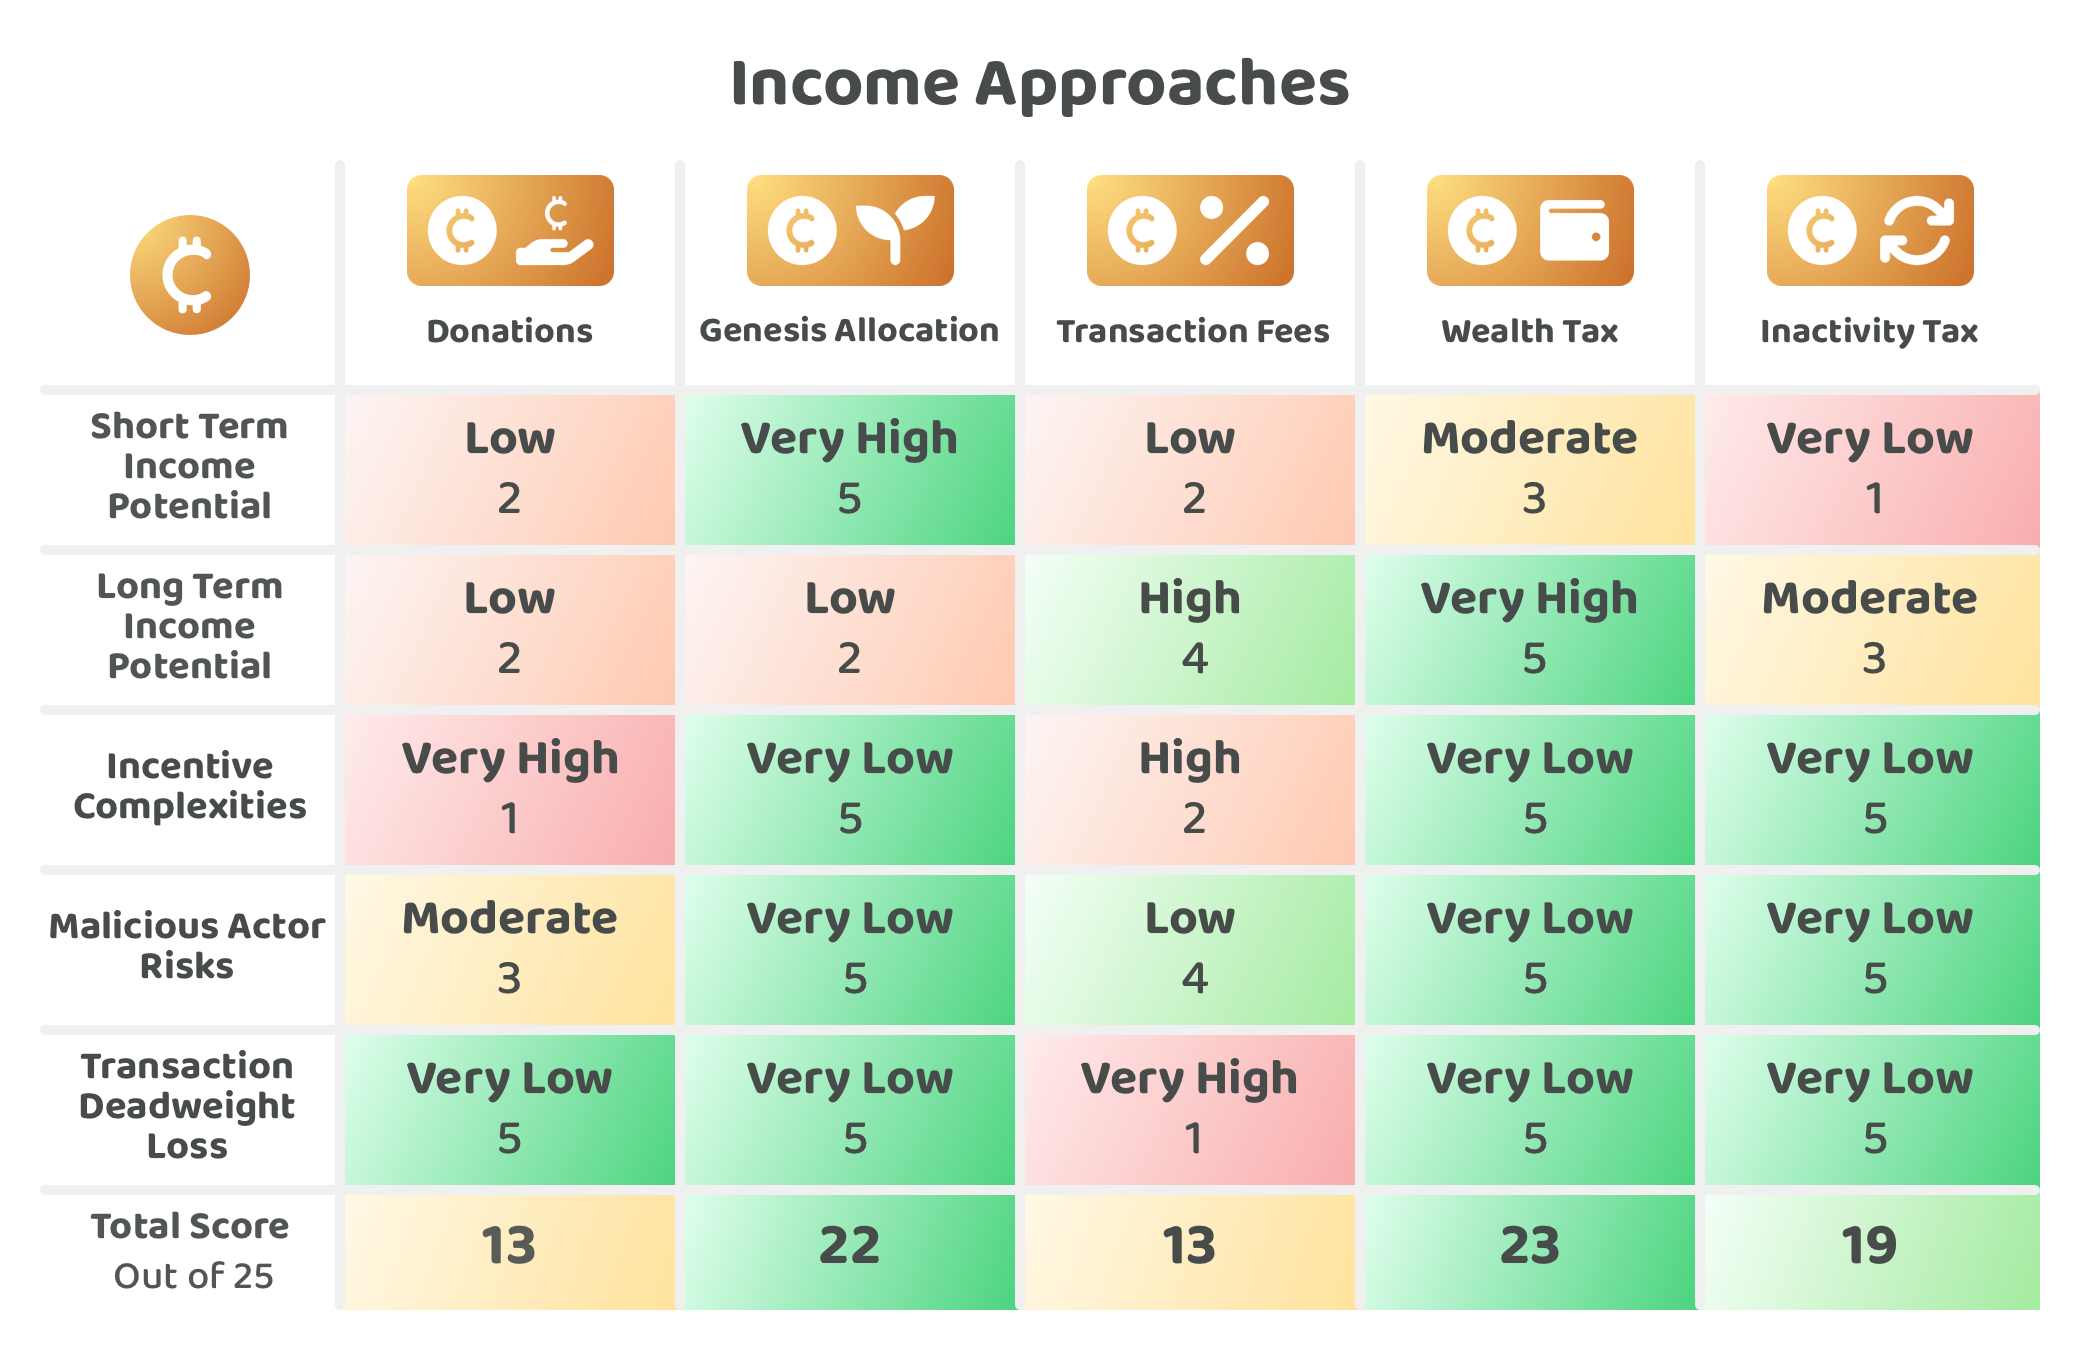 Income Approaches
Donations
Genesis Allocation
Transaction Fees
Wealth Tax
Inactivity Tax
Short Term
Income
Potential
Low
2
Very High
5
Low
2
Moderate
3
Very Low
1
Long Term
Income
Potential
Low
2
Low
2
High
4
Very High
5
Moderate
3
Incentive
Complexities
Very High
1
Very Low
5
High
2
Very Low
5
Very Low
5
Malicious Actor
Risks
Moderate
3
Very Low
5
Low
4
Very Low
5
Very Low
5
Transaction
Deadweight
Loss
Very Low
5
Very Low
5
Very High
1
Very Low
5
Very Low
5
Total Score
Out of 25
13
22
13
23
19